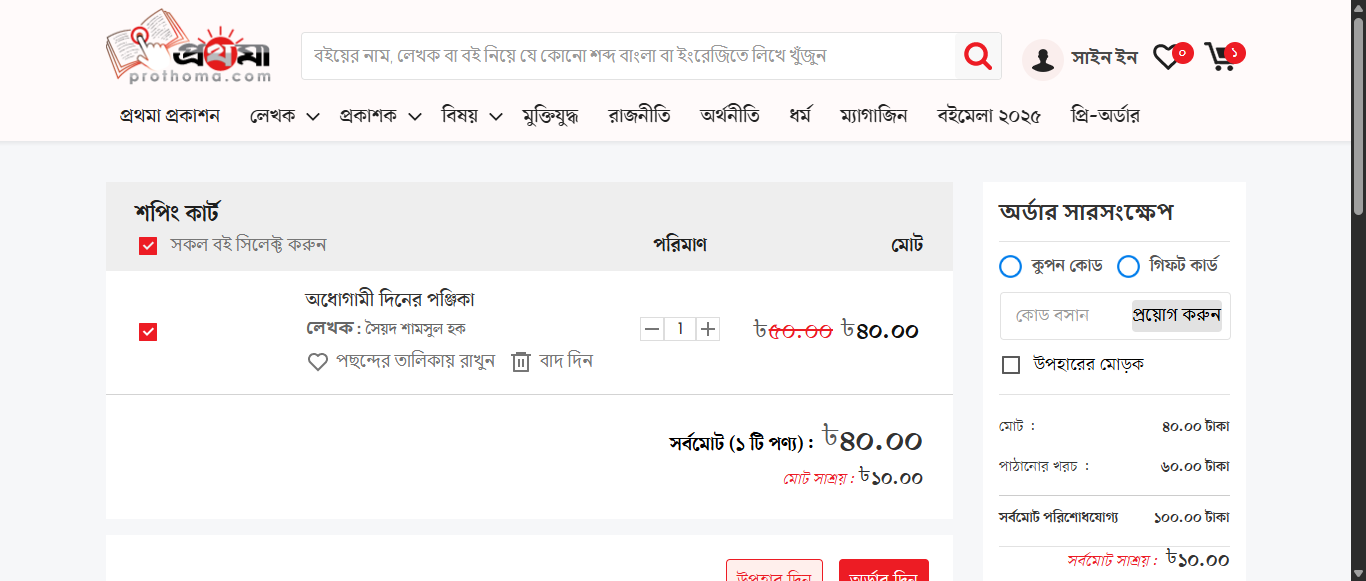 প্রথমা
prothoma.com
বইয়ের নাম, লেখক বা বই নিয়ে যে কোনো শব্দ বাংলা বা ইংরেজিতে লিখে খুঁজুন
সাইন ইন
০
১
প্রথমা প্রকাশন লেখক প্রকাশক বিষয় মুক্তিযুদ্ধ রাজনীতি অর্থনীতি ধর্ম ম্যাগাজিন বইমেলা ২০২৫ প্রি-অর্ডার
শপিং কার্ট
সকল বই সিলেক্ট করুন পরিমাণ মোট
অধোগামী দিনের পঞ্জিকা
লেখক : সৈয়দ শামসুল হক
1 ৳৫০.০০ ৳৪০.০০
পছন্দের তালিকায় রাখুন বাদ দিন
সর্বমোট (১ টি পণ্য) : ৳৪০.০০
মোট সাশ্রয় : ৳১০.০০
উপহার দিন অর্ডার দিন
অর্ডার সারসংক্ষেপ
কুপন কোড গিফট কার্ড
কোড বসান প্রয়োগ করুন
উপহারের মোড়ক
মোট : ৪০.০০ টাকা
পাঠানোর খরচ : ৬০.০০ টাকা
সর্বমোট পরিশোধযোগ্য ১০০.০০ টাকা
সর্বমোট সাশ্রয় : ৳১০.০০